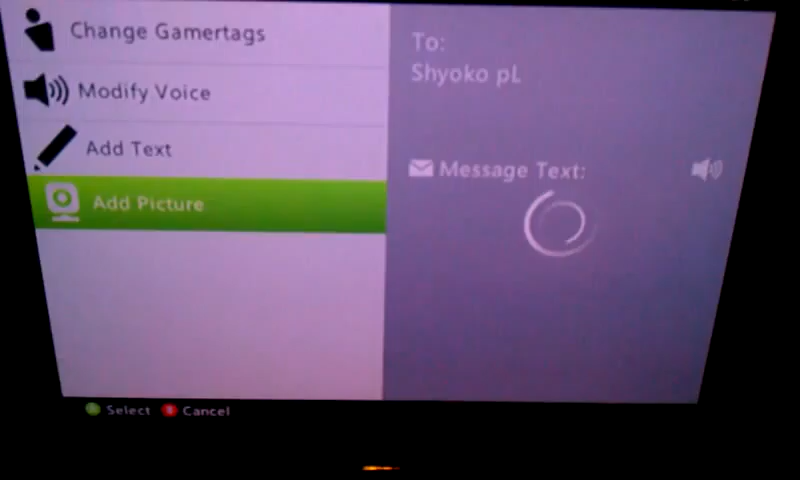 Change Gamertags
Modify Voice
Add Text
Add Picture
To:
Shyoko pL
Message Text:
Select Cancel